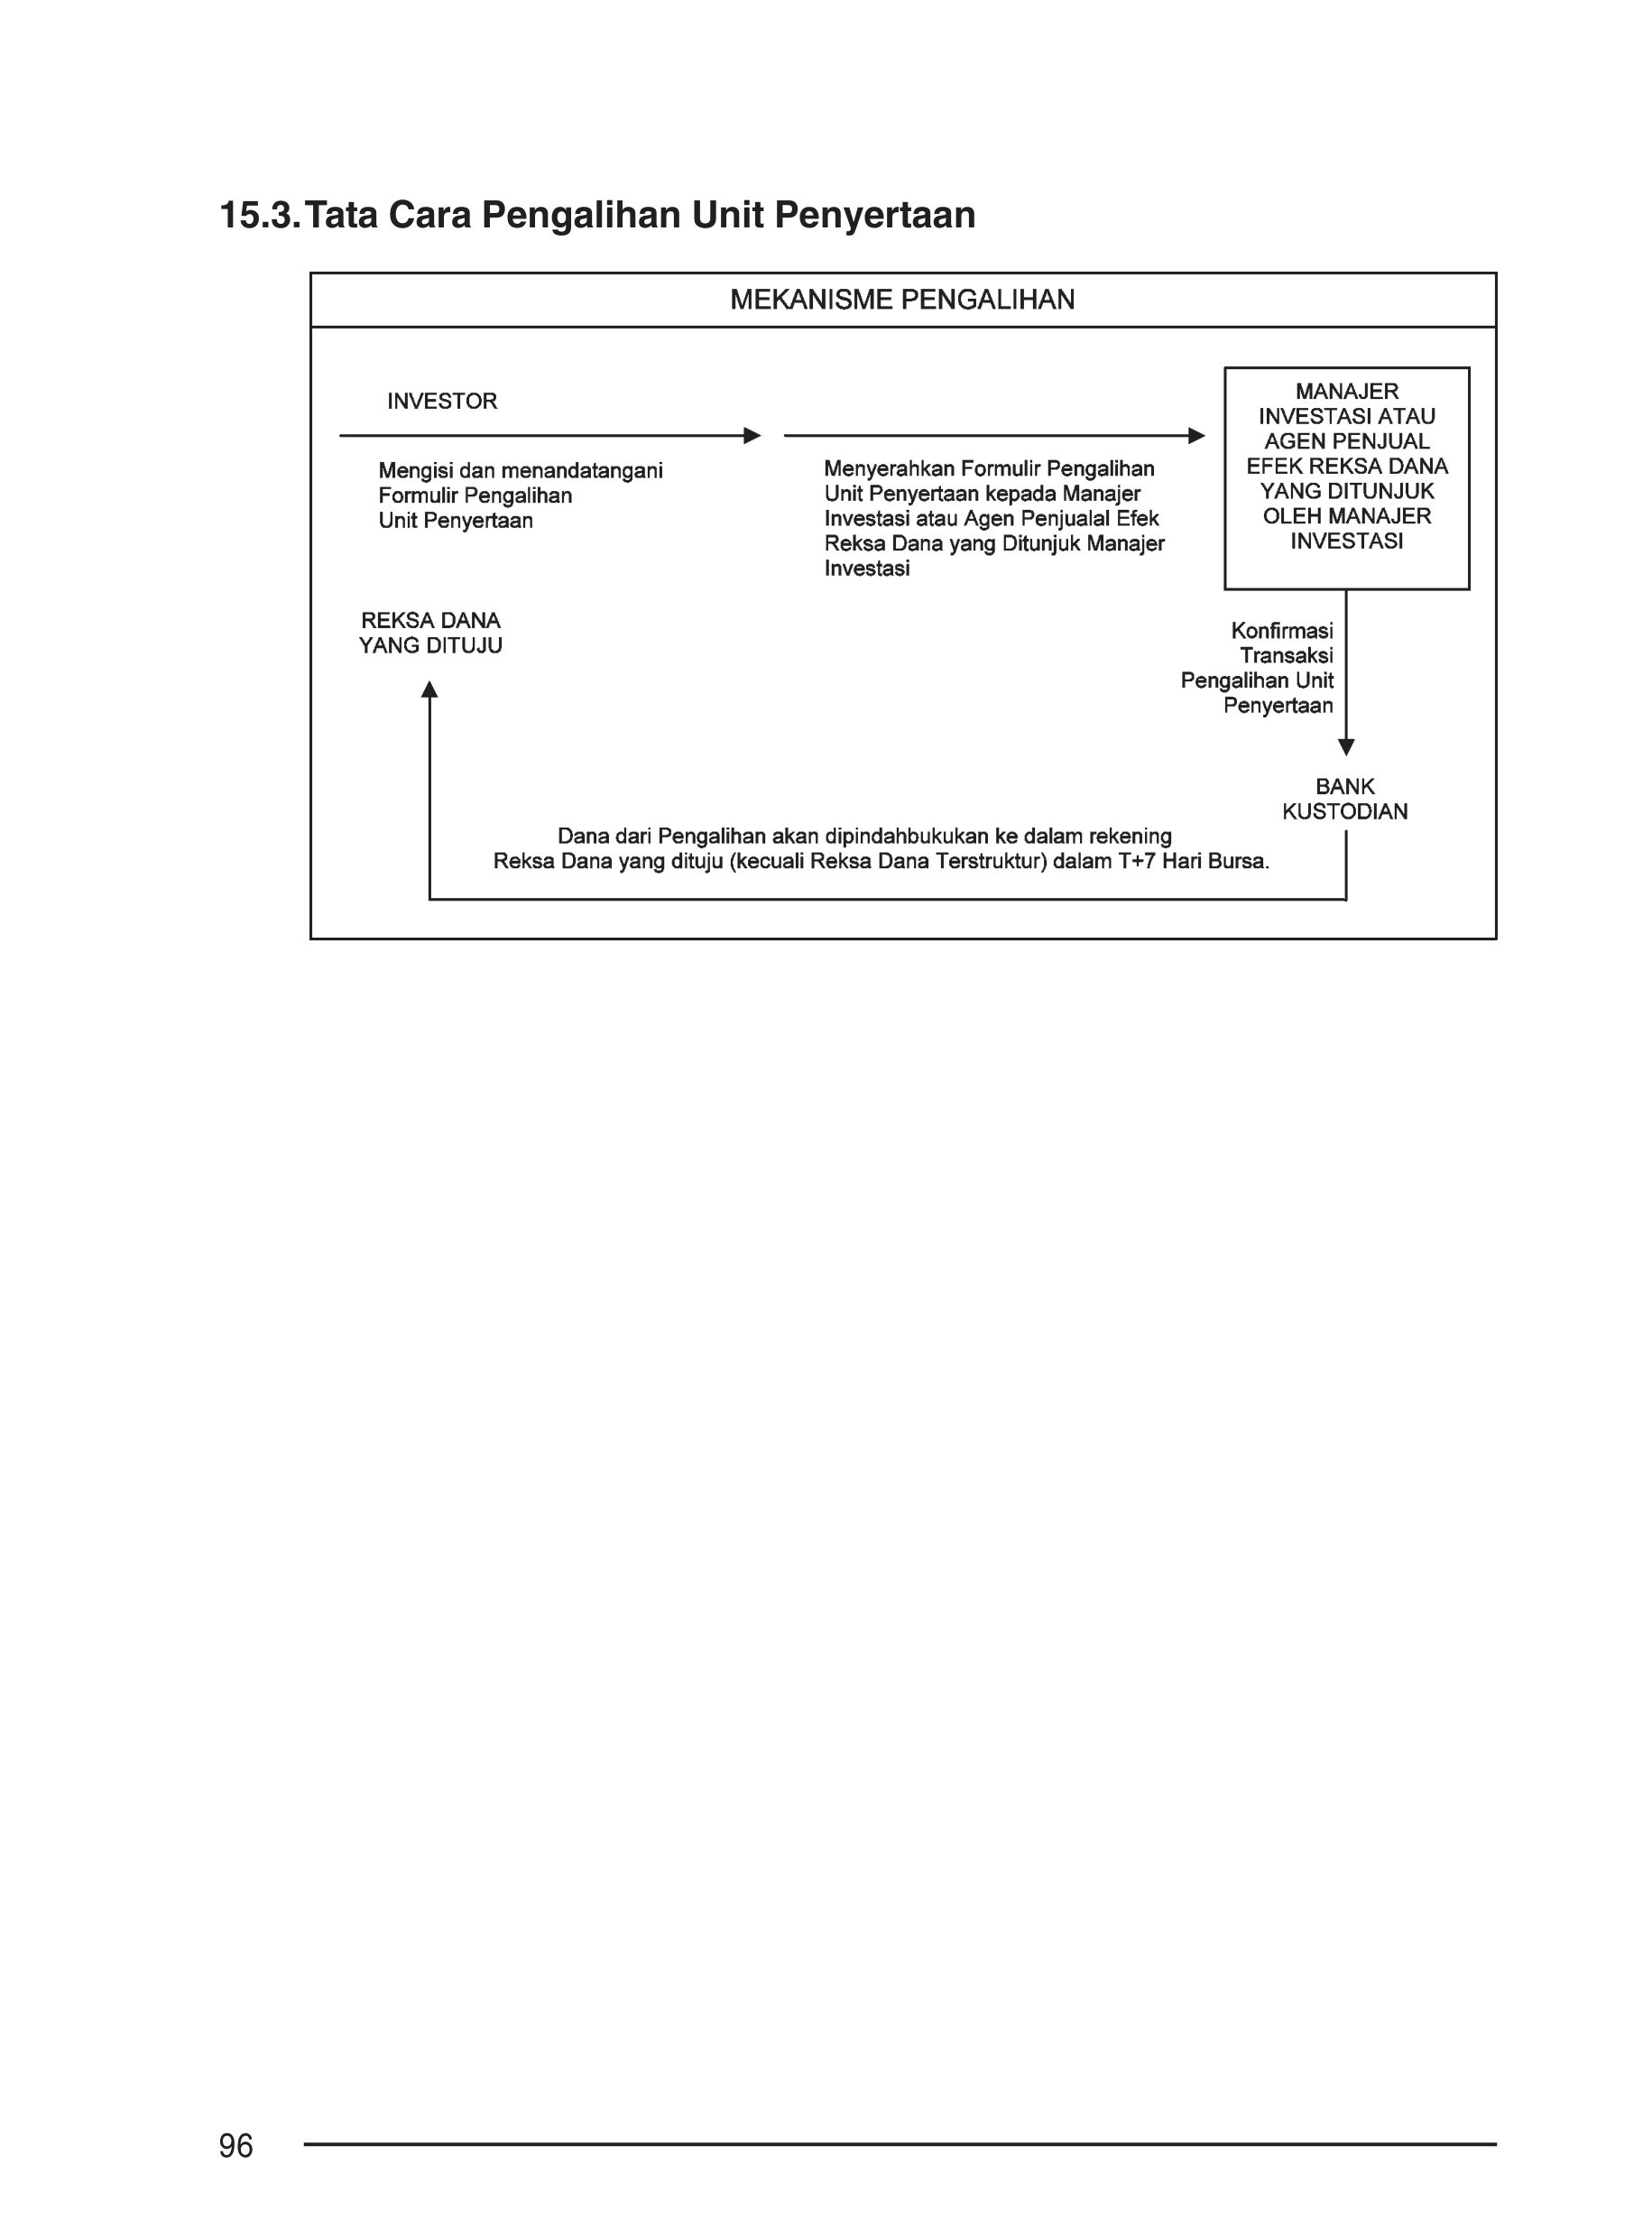 15.3. Tata Cara Pengalihan Unit Penyertaan
MEKANISME PENGALIHAN
INVESTOR
Mengisi dan menandatangani
Formulir Pengalihan
Unit Penyertaan
Menyerahkan Formulir Pengalihan
Unit Penyertaan kepada Manajer
Investasi atau Agen Penjualal Efek
Reksa Dana yang Ditunjuk Manajer
Investasi
MANAJER
INVESTASI ATAU
AGEN PENJUAL
EFEK REKSA DANA
YANG DITUNJUK
OLEH MANAJER
INVESTASI
Konfirmasi
Transaksi
Pengalihan Unit
Penyertaan
BANK
KUSTODIAN
Dana dari Pengalihan akan dipindahbukukan ke dalam rekening
Reksa Dana yang dituju (kecuali Reksa Dana Terstruktur) dalam T+7 Hari Bursa.
REKSA DANA
YANG DITUJU
96